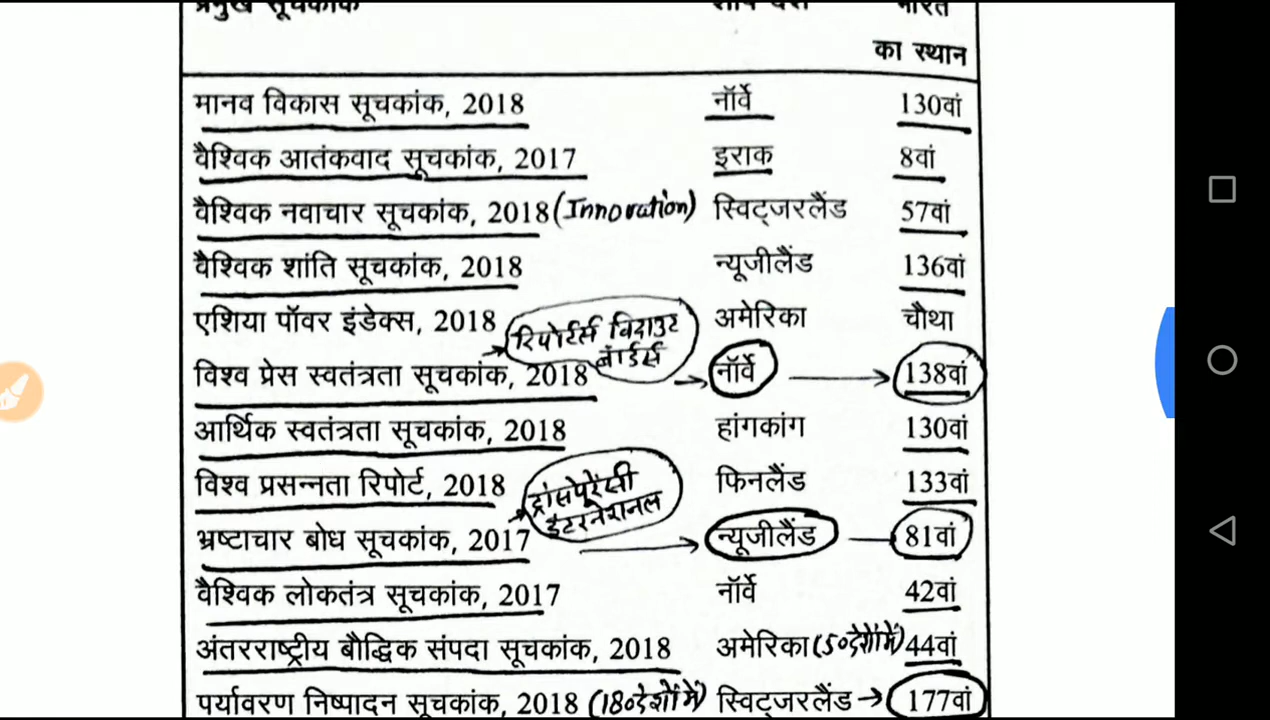 प्रमुख सूचकांक शीर्ष देश भारत
का स्थान
मानव विकास सूचकांक, 2018 नॉर्वे 130वां
वैश्विक आतंकवाद सूचकांक, 2017 इराक 8वां
वैश्विक नवाचार सूचकांक, 2018 (Innovation) स्विट्जरलैंड 57वां
वैश्विक शांति सूचकांक, 2018 न्यूजीलैंड 136वां
एशिया पॉवर इंडेक्स, 2018 अमेरिका चौथा
रिपोर्टर्स विदाउट
बार्डर्स
विश्व प्रेस स्वतंत्रता सूचकांक, 2018 नॉर्वे 138वां
आर्थिक स्वतंत्रता सूचकांक, 2018 हांगकांग 130वां
विश्व प्रसन्नता रिपोर्ट, 2018 फिनलैंड 133वां
ट्रांसपेरेंसी
इंटरनेशनल
भ्रष्टाचार बोध सूचकांक, 2017 न्यूजीलैंड 81वां
वैश्विक लोकतंत्र सूचकांक, 2017 नॉर्वे 42वां
अंतरराष्ट्रीय बौद्धिक संपदा सूचकांक, 2018 अमेरिका (50 देशों में) 44वां
पर्यावरण निष्पादन सूचकांक, 2018 (180 देशों में) स्विट्जरलैंड → 177वां